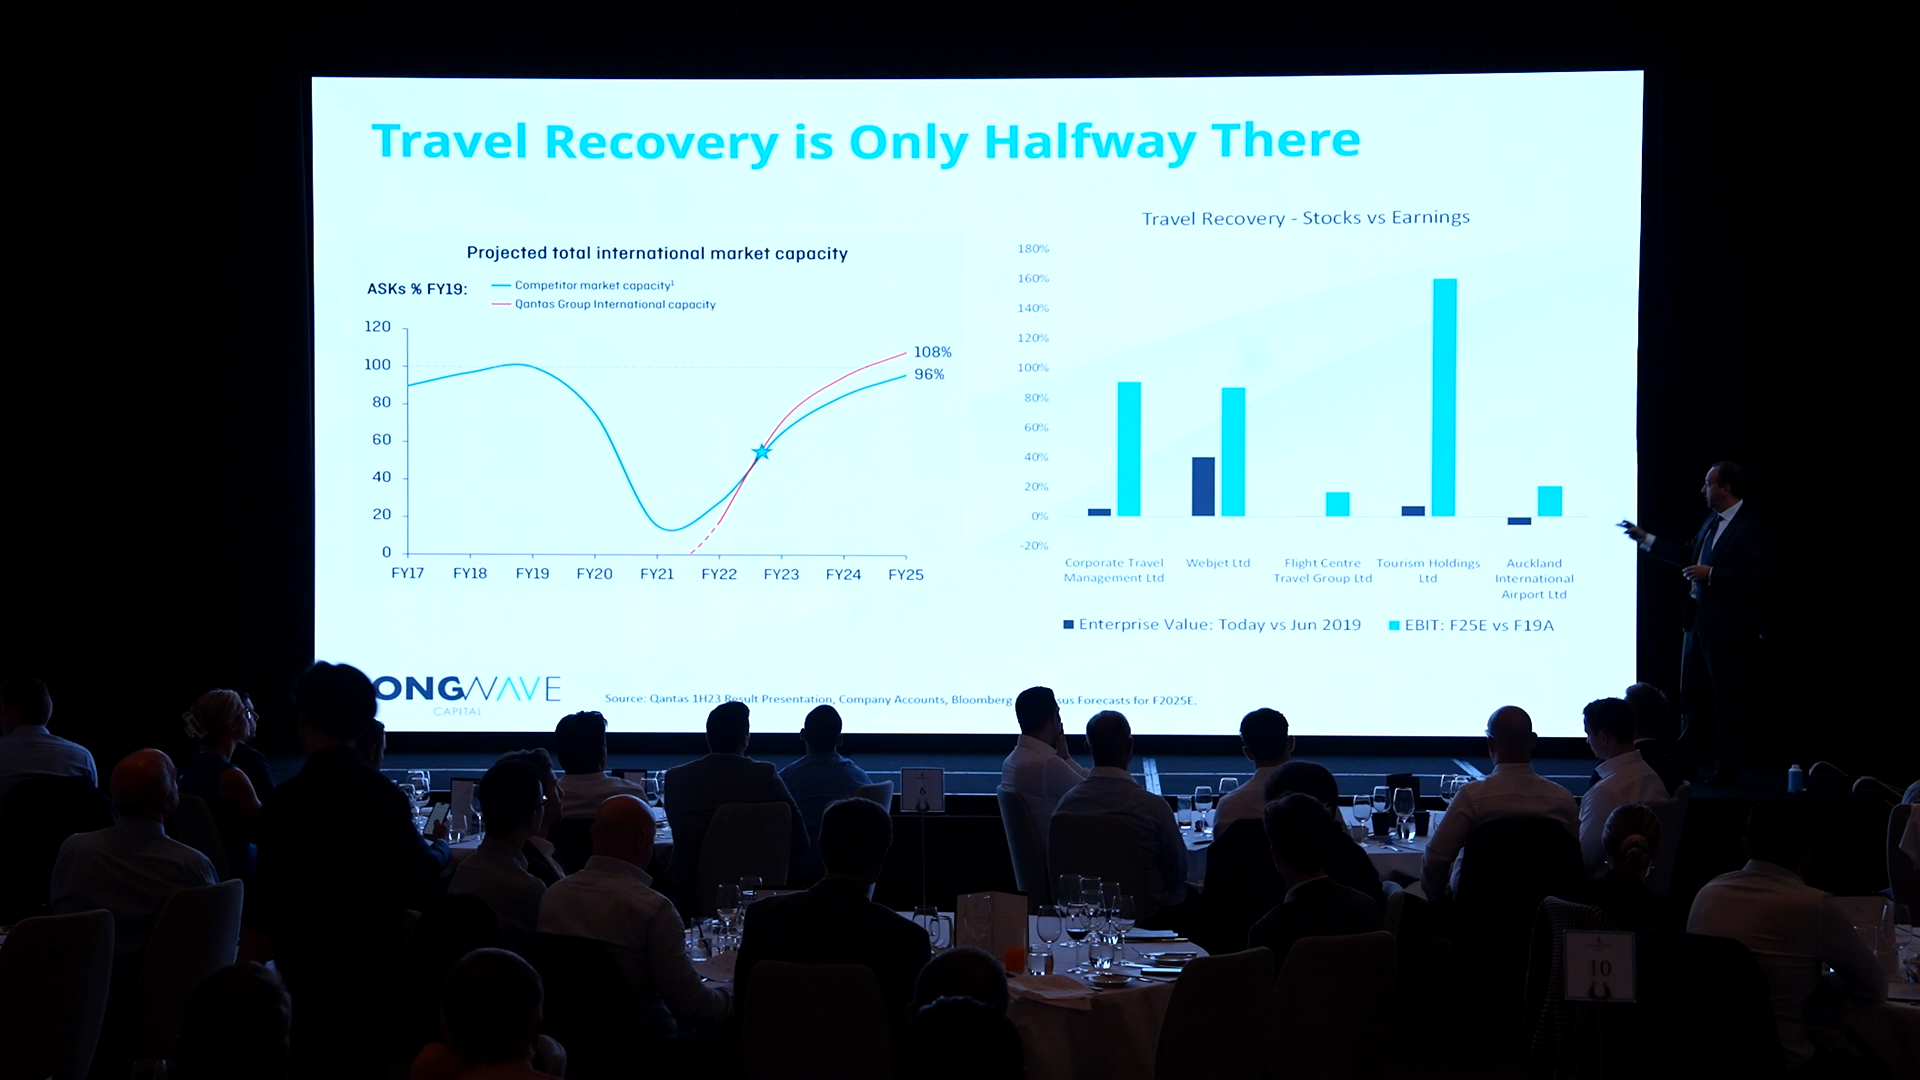 Travel Recovery is Only Halfway There
Projected total international market capacity
ASKs % FY19:
Competitor market capacity¹
Qantas Group International capacity
120
100
80
60
40
20
0
108%
96%
FY17 FY18 FY19 FY20 FY21 FY22 FY23 FY24 FY25
Travel Recovery - Stocks vs Earnings
180%
160%
140%
120%
100%
80%
60%
40%
20%
0%
-20%
Corporate Travel
Management Ltd
Webjet Ltd
Flight Centre
Travel Group Ltd
Tourism Holdings
Ltd
Auckland
International
Airport Ltd
Enterprise Value: Today vs Jun 2019 EBIT: F25E vs F19A
ONGWAVE
CAPITAL
Source: Qantas 1H23 Result Presentation, Company Accounts, Bloomberg sus Forecasts for F2025E.
6
10